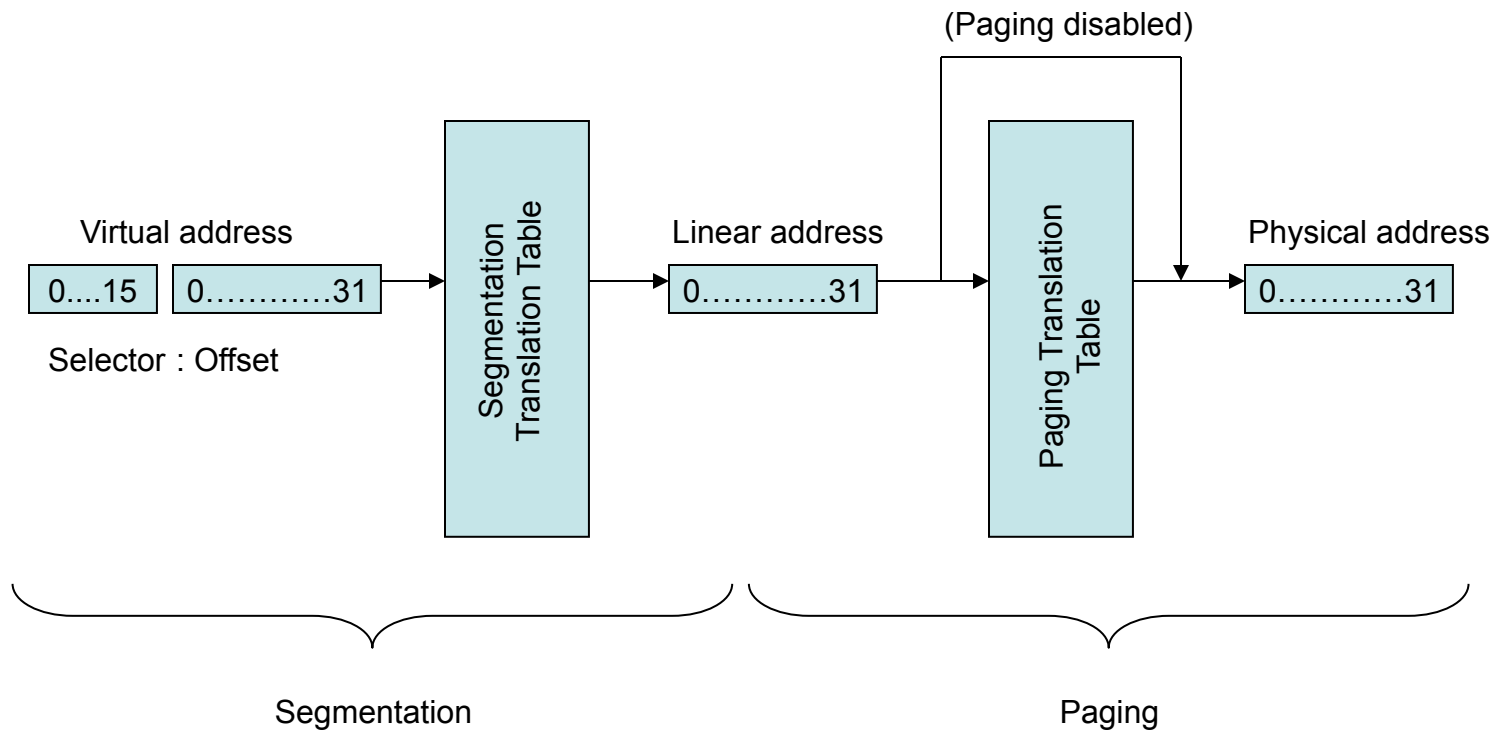 (Paging disabled)
Virtual address
0....15
0…………31
Selector : Offset
Segmentation
Translation Table
Linear address
0…………31
Paging Translation
Table
Physical address
0…………31
Segmentation
Paging